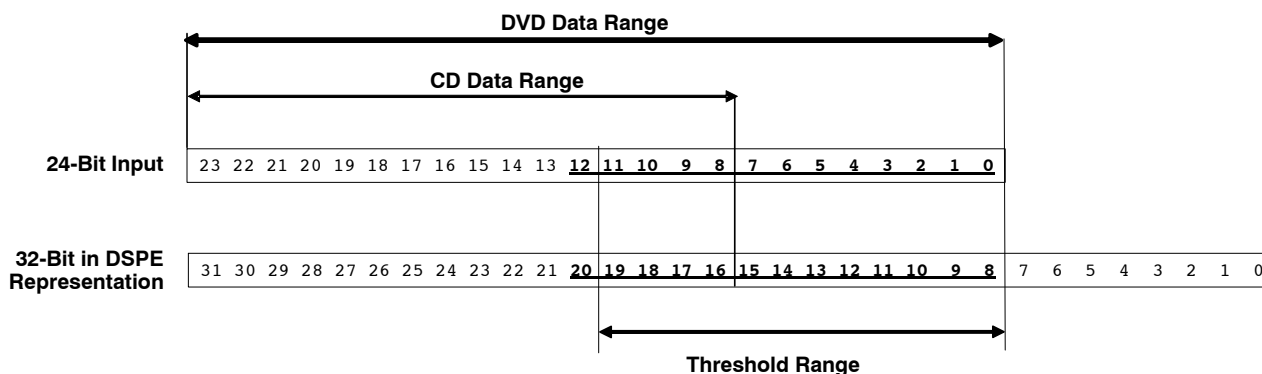 DVD Data Range
CD Data Range
24-Bit Input
23 22 21 20 19 18 17 16 15 14 13 12 11 10 9 8 7 6 5 4 3 2 1 0
32-Bit in DSPE
Representation
31 30 29 28 27 26 25 24 23 22 21 20 19 18 17 16 15 14 13 12 11 10 9 8 7 6 5 4 3 2 1 0
Threshold Range